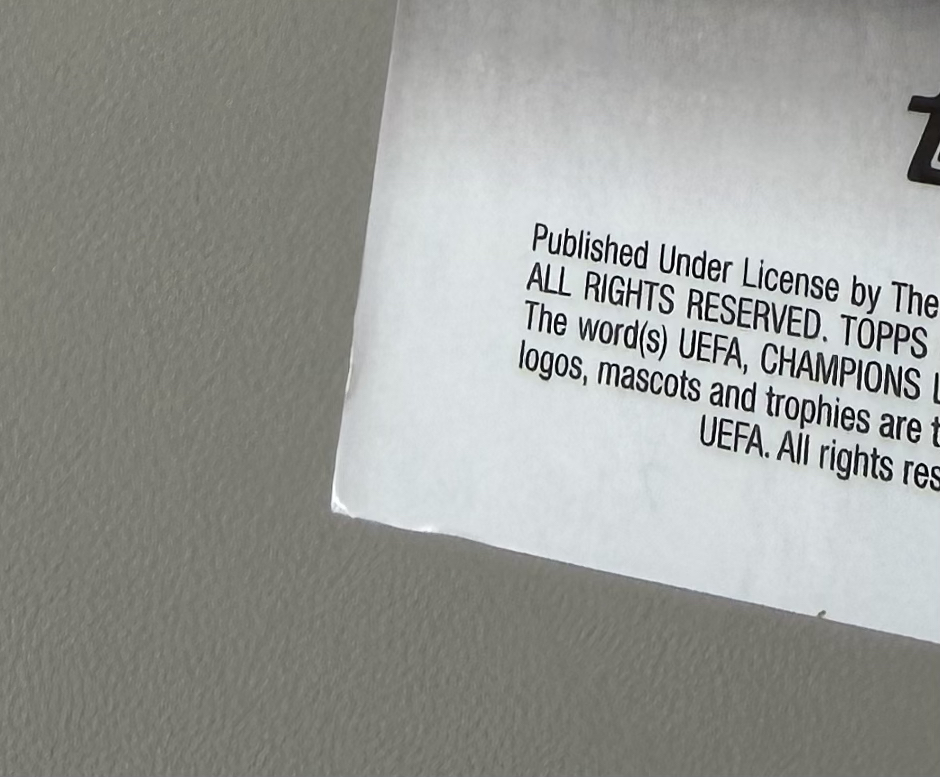 Published Under License by The
ALL RIGHTS RESERVED. TOPPS
The word(s) UEFA, CHAMPIONS
logos, mascots and trophies are
UEFA. All rights